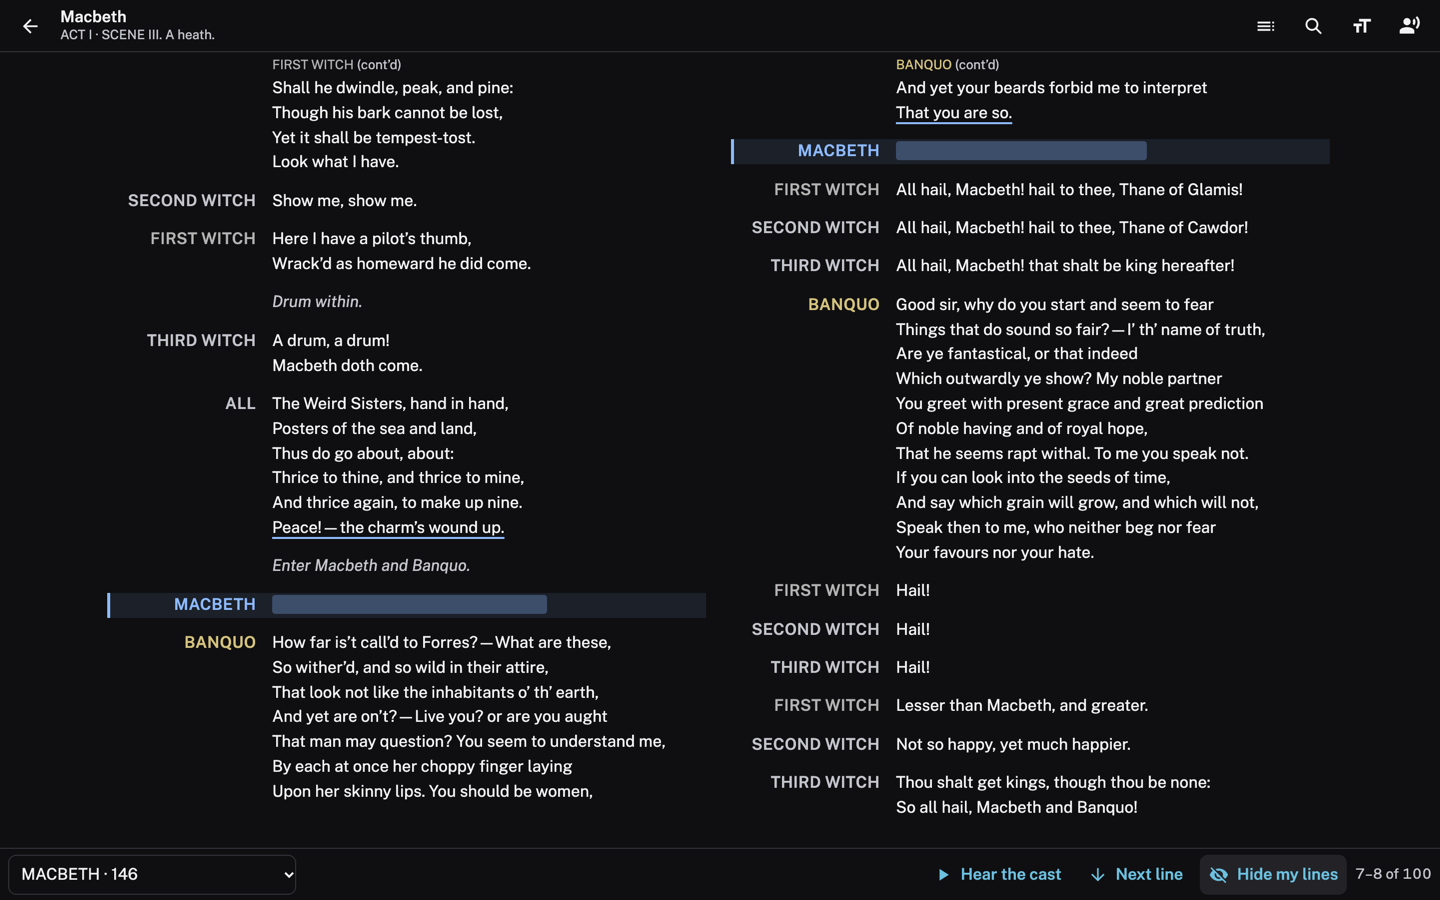 Macbeth
ACT I · SCENE III. A heath.
FIRST WITCH (cont’d)
Shall he dwindle, peak, and pine:
Though his bark cannot be lost,
Yet it shall be tempest-tost.
Look what I have.
SECOND WITCH Show me, show me.
FIRST WITCH Here I have a pilot’s thumb,
Wrack’d as homeward he did come.
Drum within.
THIRD WITCH A drum, a drum!
Macbeth doth come.
ALL The Weird Sisters, hand in hand,
Posters of the sea and land,
Thus do go about, about:
Thrice to thine, and thrice to mine,
And thrice again, to make up nine.
Peace!—the charm’s wound up.
Enter Macbeth and Banquo.
MACBETH
BANQUO How far is’t call’d to Forres?—What are these,
So wither’d, and so wild in their attire,
That look not like the inhabitants o’ th’ earth,
And yet are on’t?—Live you? or are you aught
That man may question? You seem to understand me,
By each at once her choppy finger laying
Upon her skinny lips. You should be women,
BANQUO (cont’d)
And yet your beards forbid me to interpret
That you are so.
MACBETH
FIRST WITCH All hail, Macbeth! hail to thee, Thane of Glamis!
SECOND WITCH All hail, Macbeth! hail to thee, Thane of Cawdor!
THIRD WITCH All hail, Macbeth! that shalt be king hereafter!
BANQUO Good sir, why do you start and seem to fear
Things that do sound so fair?—I’ th’ name of truth,
Are ye fantastical, or that indeed
Which outwardly ye show? My noble partner
You greet with present grace and great prediction
Of noble having and of royal hope,
That he seems rapt withal. To me you speak not.
If you can look into the seeds of time,
And say which grain will grow, and which will not,
Speak then to me, who neither beg nor fear
Your favours nor your hate.
FIRST WITCH Hail!
SECOND WITCH Hail!
THIRD WITCH Hail!
FIRST WITCH Lesser than Macbeth, and greater.
SECOND WITCH Not so happy, yet much happier.
THIRD WITCH Thou shalt get kings, though thou be none:
So all hail, Macbeth and Banquo!
MACBETH · 146
Hear the cast
Next line
Hide my lines
7–8 of 100